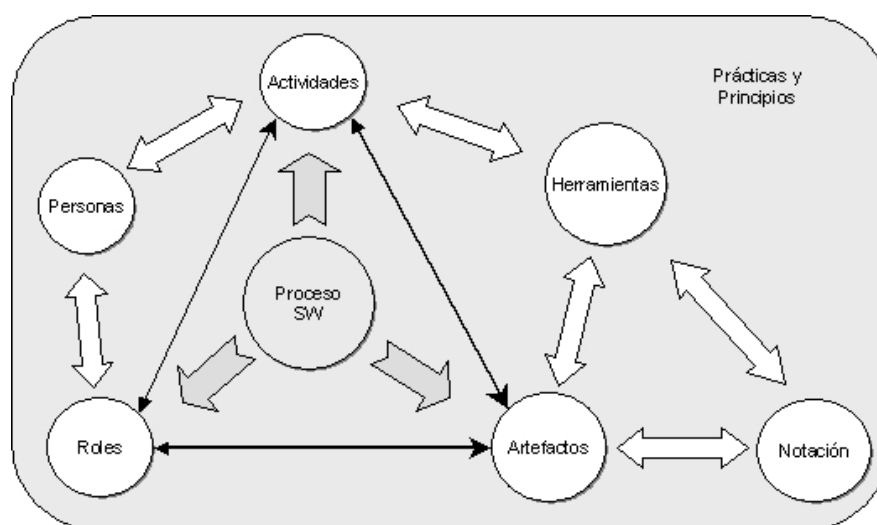 Actividades
Prácticas y
Principios
Personas
Herramientas
Proceso
SW
Roles
Artefactos
Notación